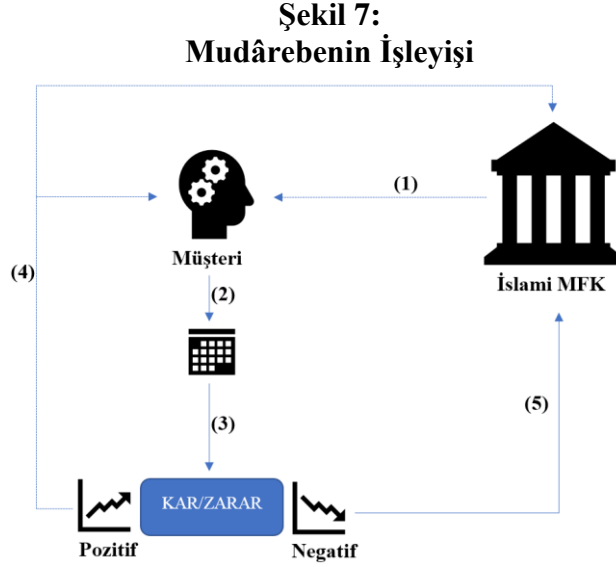 Şekil 7:
Mudârebenin İşleyişi
(1)
Müşteri
İslami MFK
(4)
(2)
(3)
(5)
KAR/ZARAR
Pozitif
Negatif